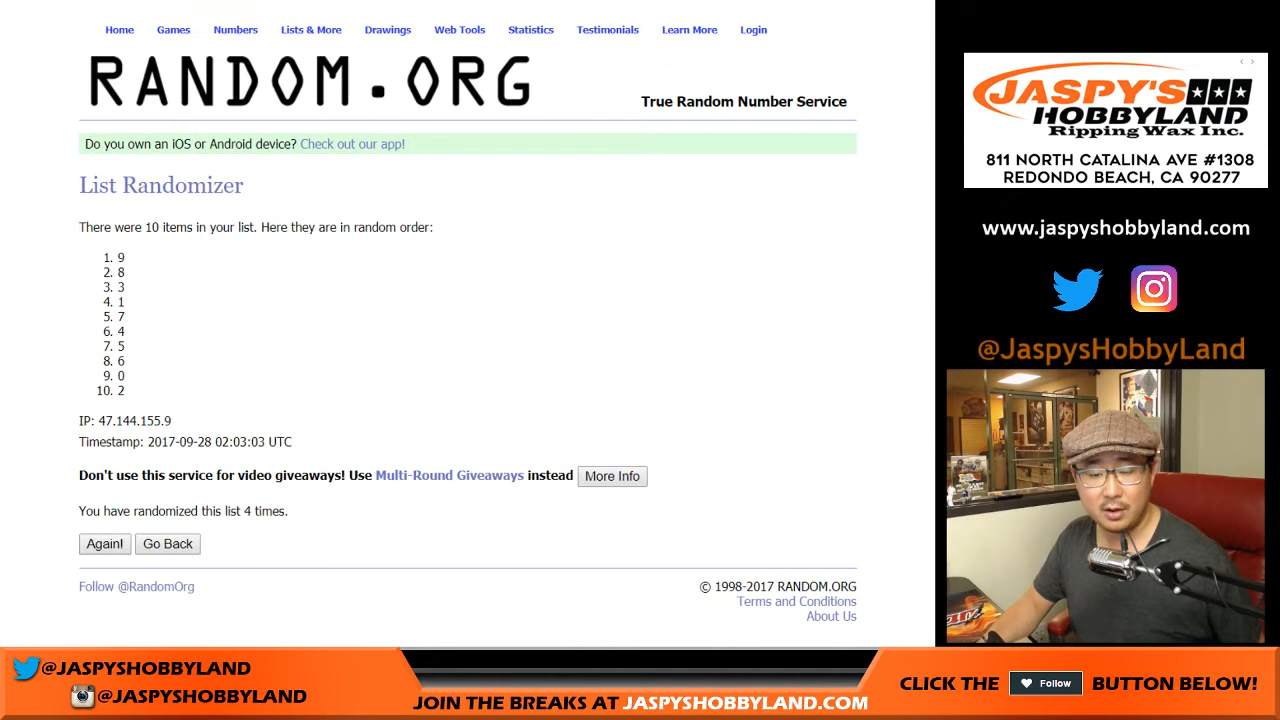 Home Games Numbers Lists & More Drawings Web Tools Statistics Testimonials Learn More Login
RANDOM.ORG
True Random Number Service
Do you own an iOS or Android device? Check out our app!
List Randomizer
There were 10 items in your list. Here they are in random order:
1. 9
2. 8
3. 3
4. 1
5. 7
6. 4
7. 5
8. 6
9. 0
10. 2
IP: 47.144.155.9
Timestamp: 2017-09-28 02:03:03 UTC
Don't use this service for video giveaways! Use Multi-Round Giveaways instead More Info
You have randomized this list 4 times.
Again! Go Back
Follow @RandomOrg
© 1998-2017 RANDOM.ORG
Terms and Conditions
About Us
JASPY'S
HOBBYLAND
Ripping Wax Inc.
811 NORTH CATALINA AVE #1308
REDONDO BEACH, CA 90277
www.jaspyshobbyland.com
@JaspysHobbyLand
@JASPYSHOBBYLAND
@JASPYSHOBBYLAND
JOIN THE BREAKS AT JASPYSHOBBYLAND.COM
CLICK THE Follow BUTTON BELOW!